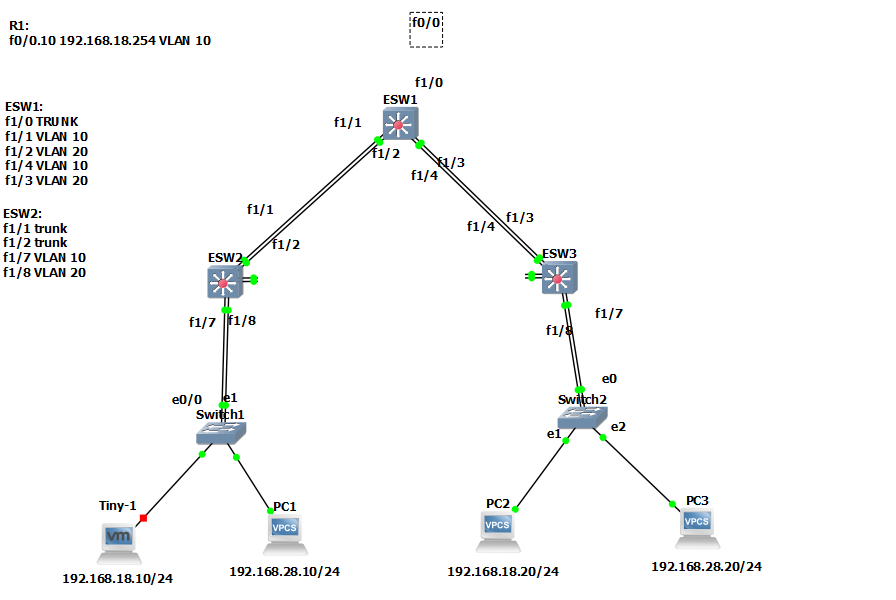 R1:
f0/0.10 192.168.18.254 VLAN 10
f0/0
f1/0
ESW1
f1/1
f1/2
f1/3
f1/4
ESW1:
f1/0 TRUNK
f1/1 VLAN 10
f1/2 VLAN 20
f1/4 VLAN 10
f1/3 VLAN 20
ESW2:
f1/1 trunk
f1/2 trunk
f1/7 VLAN 10
f1/8 VLAN 20
f1/1
f1/2
f1/3
f1/4
ESW2
ESW3
f1/7
f1/8
f1/7
f1/8
e0/0
e1
Switch1
e0
Switch2
e1
e2
Tiny-1
vm
PC1
VPCS
PC2
VPCS
PC3
VPCS
192.168.18.10/24
192.168.28.10/24
192.168.18.20/24
192.168.28.20/24